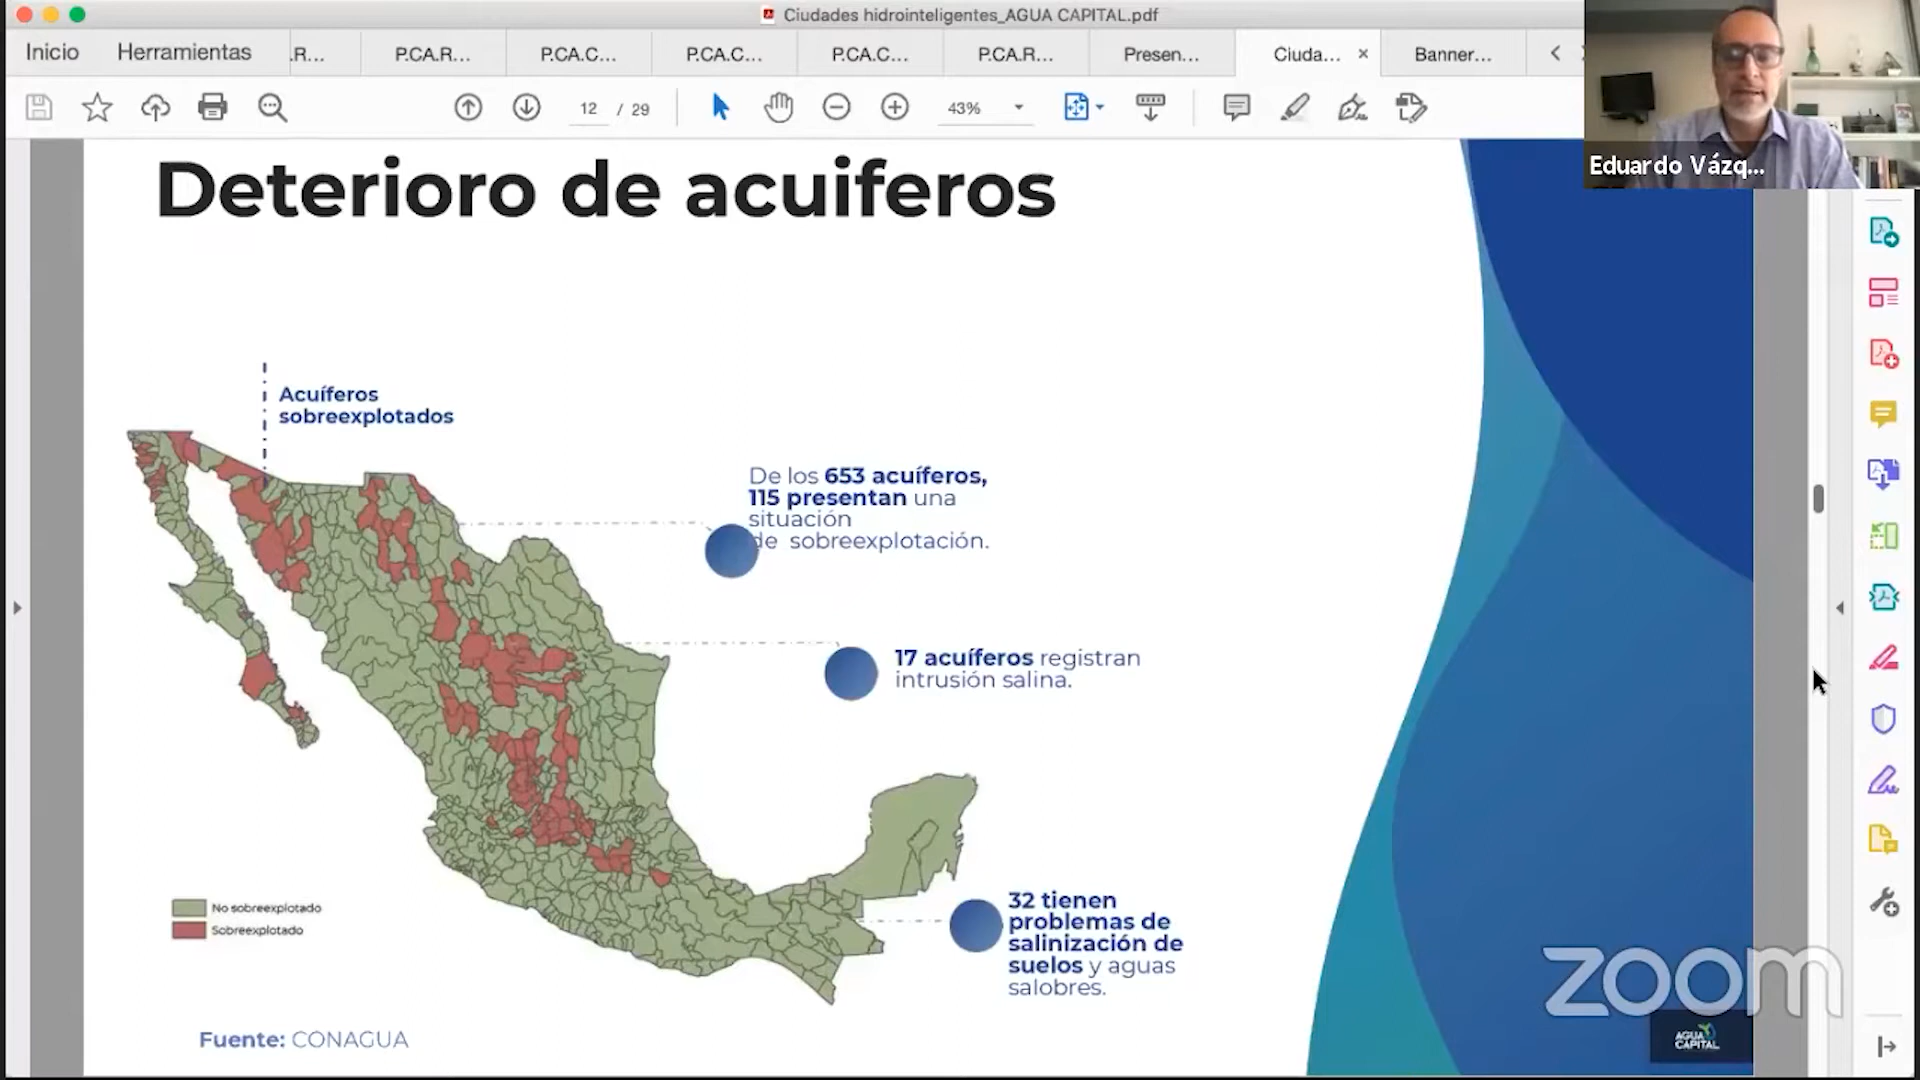 Ciudades hidrointeligentes_AGUA CAPITAL.pdf
Inicio
Herramientas
.R...
P.CA.R...
P.CA.C...
P.CA.C...
P.CA.C...
P.CA.R...
Presen...
Ciuda...
Banner...
12 / 29
43%
Eduardo Vázq...
Deterioro de acuiferos
Acuíferos
sobreexplotados
De los 653 acuíferos,
115 presentan una
situación
de sobreexplotación.
17 acuíferos registran
intrusión salina.
32 tienen
problemas de
salinización de
suelos y aguas
salobres.
No sobreexplotado
Sobreexplotado
Fuente: CONAGUA
zoom
AGUA
CAPITAL